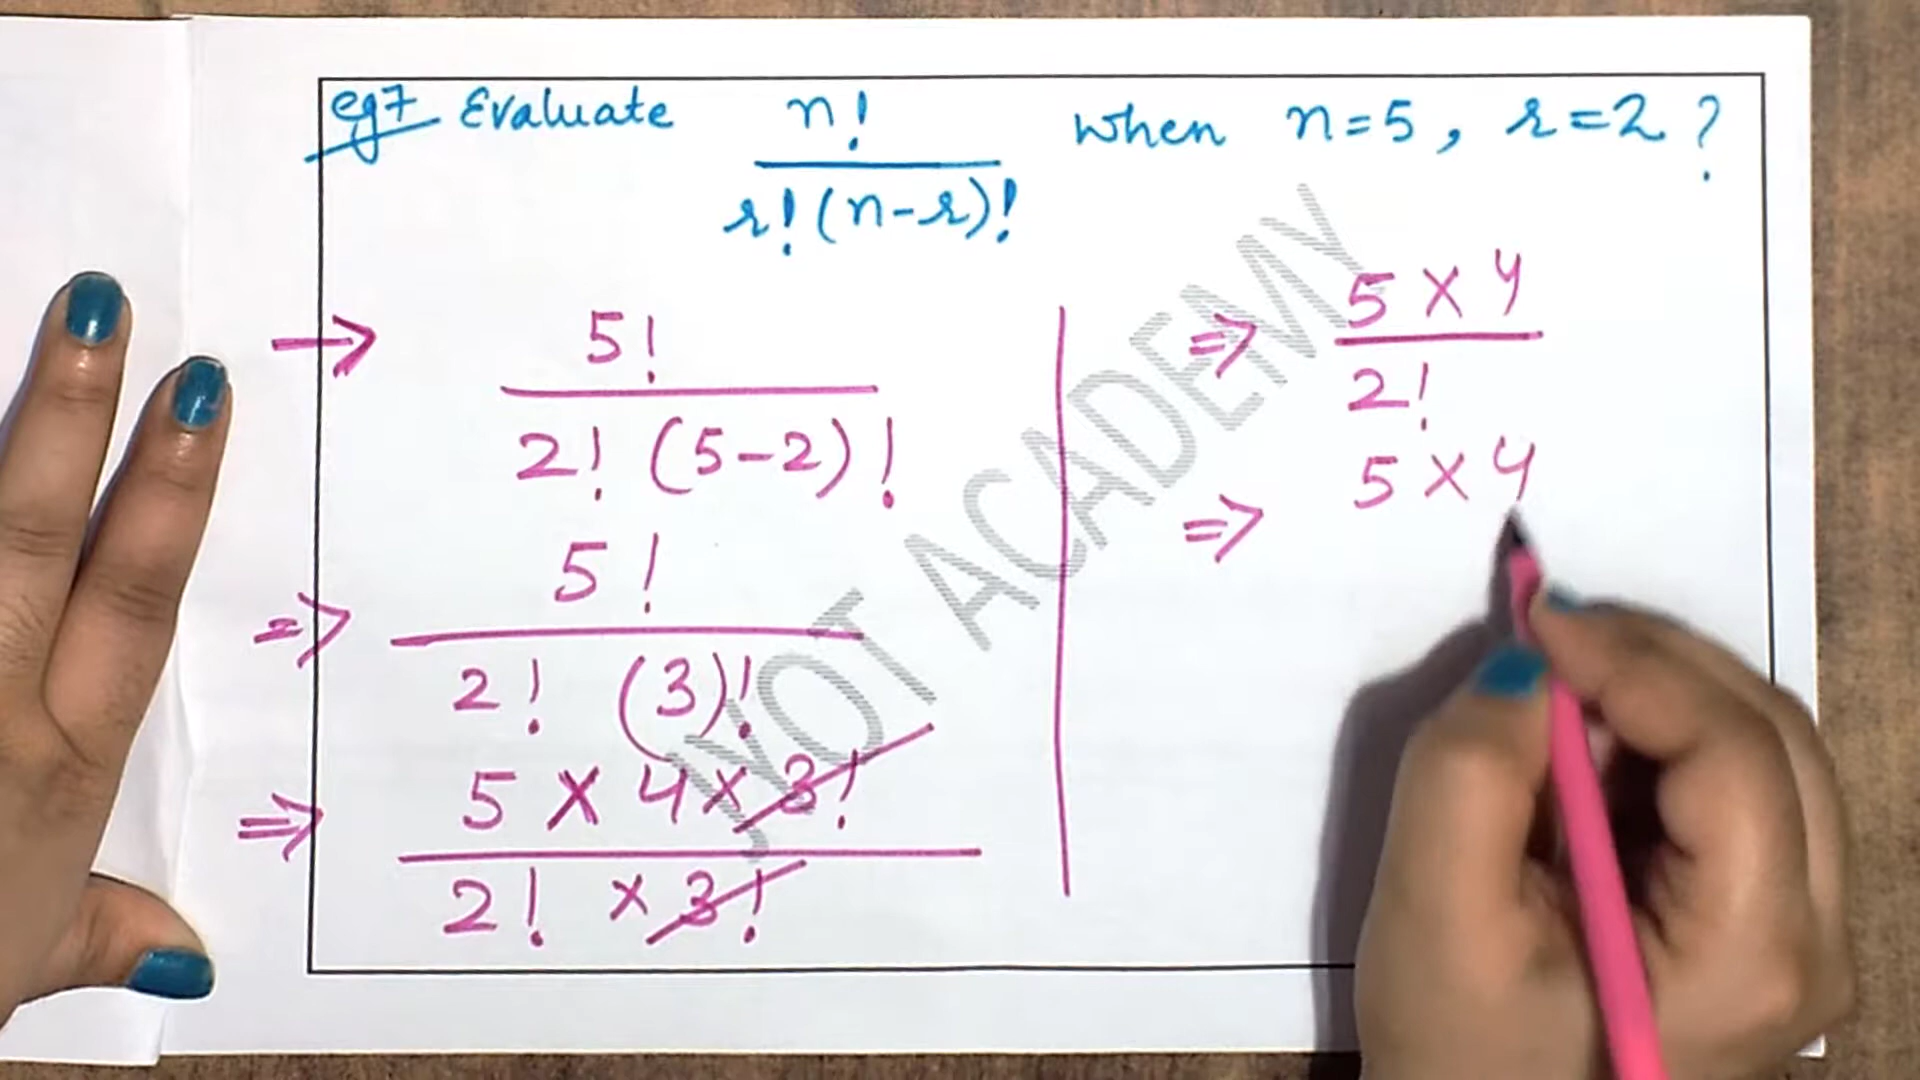 eg7 Evaluate n! when n=5, r=2?
r!(n-r)!
→ 5!
2! (5-2)!
5!
=>
2! (3)!
=> 5 × 4 × 3!
2! × 3!
=> 5 × 4
2!
5 × 4
=>
JYOT ACADEMY